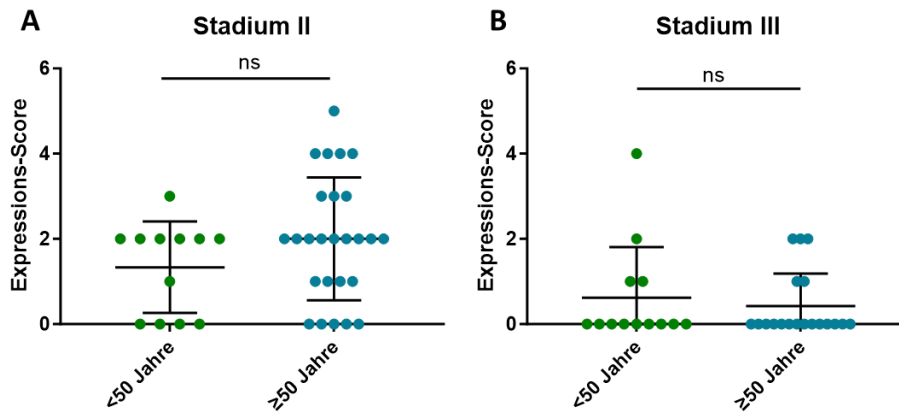 A
Stadium II
ns
Expressions-Score
6
4
2
0
<50 Jahre
≥50 Jahre
B
Stadium III
ns
Expressions-Score
6
4
2
0
<50 Jahre
≥50 Jahre